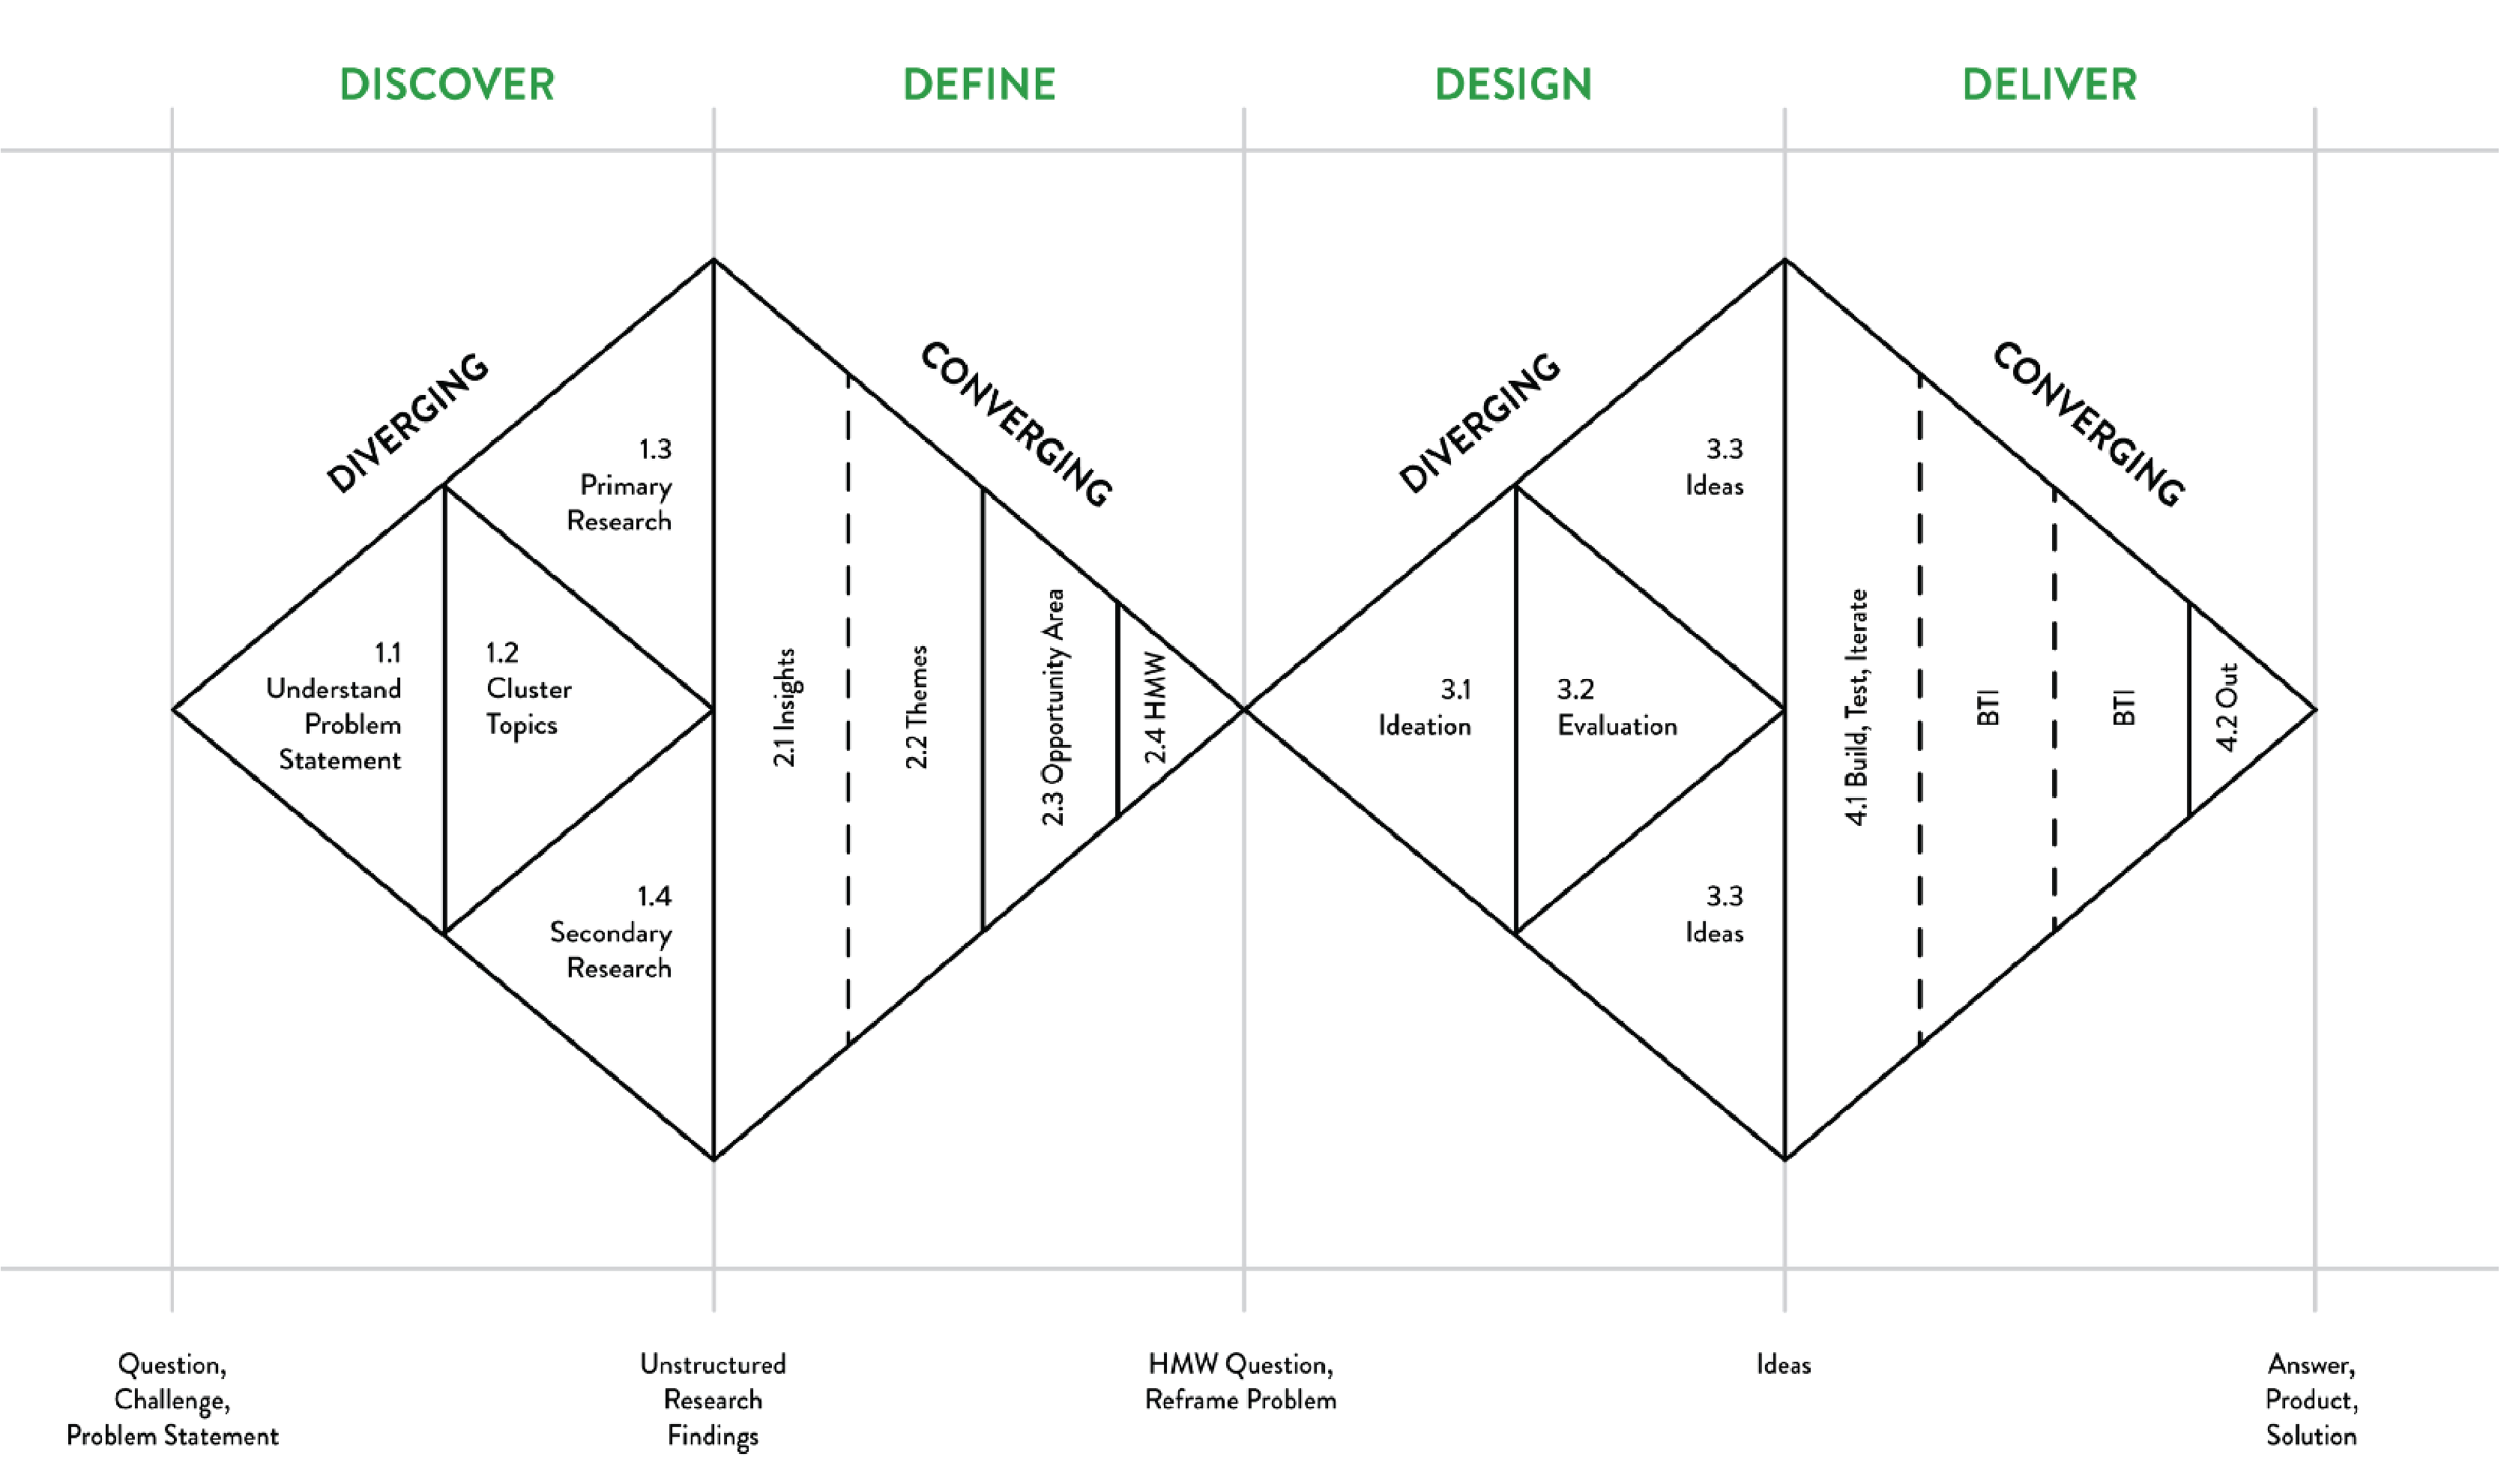 DISCOVER
DEFINE
DESIGN
DELIVER
DIVERGING
CONVERGING
DIVERGING
CONVERGING
1.1
Understand
Problem
Statement
1.2
Cluster
Topics
1.3
Primary
Research
1.4
Secondary
Research
2.1 Insights
2.2 Themes
2.3 Opportunity Area
2.4 HMW
3.1
Ideation
3.2
Evaluation
3.3
Ideas
3.3
Ideas
4.1 Build, Test, Iterate
BTI
BTI
4.2 Out
Question,
Challenge,
Problem Statement
Unstructured
Research
Findings
HMW Question,
Reframe Problem
Ideas
Answer,
Product,
Solution